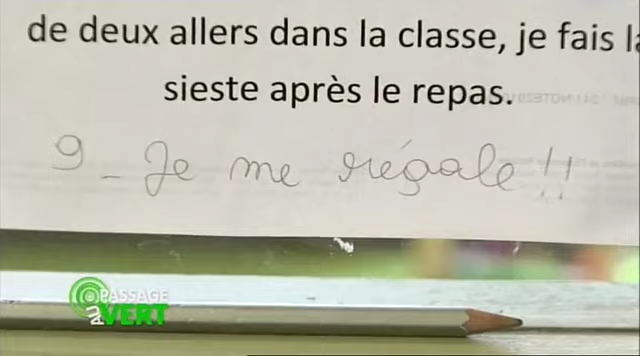 de deux allers dans la classe, je fais la
sieste après le repas.
9 - Je me régale !!
PASSAGE
AU VERT